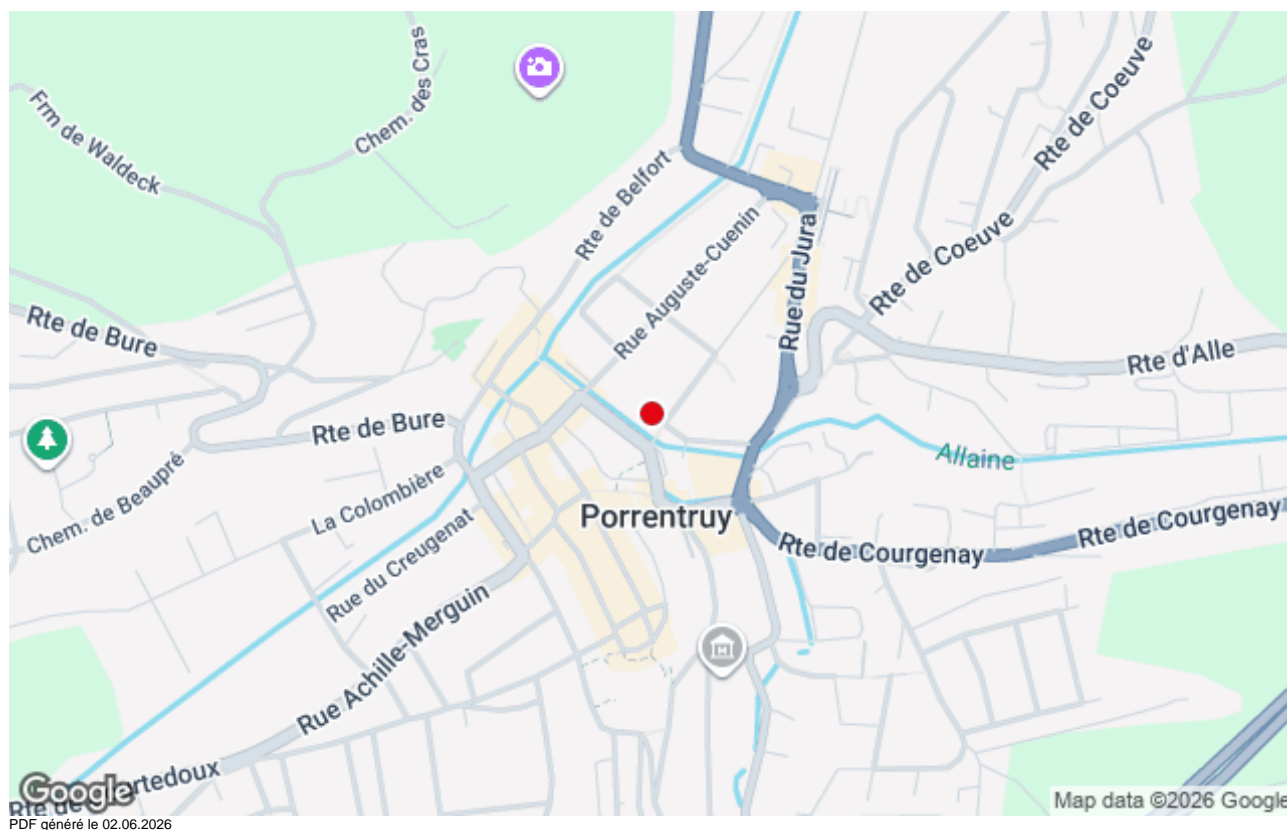 Chem. des Cras
Frm de Waldeck
Rte de Coeuve
Rte de Belfort
Rue Auguste-Cuenin
Rue du Jura
Rte de Coeuve
Rte de Bure
Rte d'Alle
Rte de Bure
Allaine
Chem. de Beaupré
La Colombière
Porrentruy
Rue du Creugenat
Rte de Courgenay
Rte de Courgenay
Rue Achille-Merguin
Google
Rte de
rtedoux
Map data ©2026 Google
PDF généré le 02.06.2026